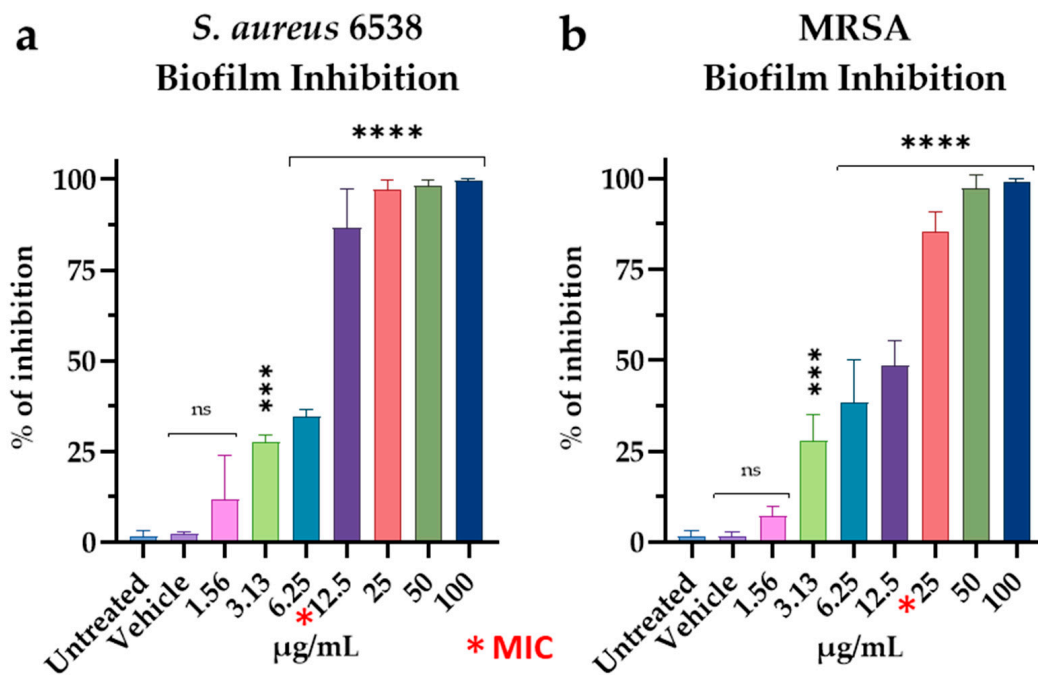 a
S. aureus 6538
Biofilm Inhibition
****
100
75
50
25
0
% of inhibition
ns
***
Untreated
Vehicle
1.56
3.13
6.25
*12.5
25
50
100
µg/mL
* MIC
b
MRSA
Biofilm Inhibition
****
100
75
50
25
0
% of inhibition
ns
***
Untreated
Vehicle
1.56
3.13
6.25
12.5
*25
50
100
µg/mL